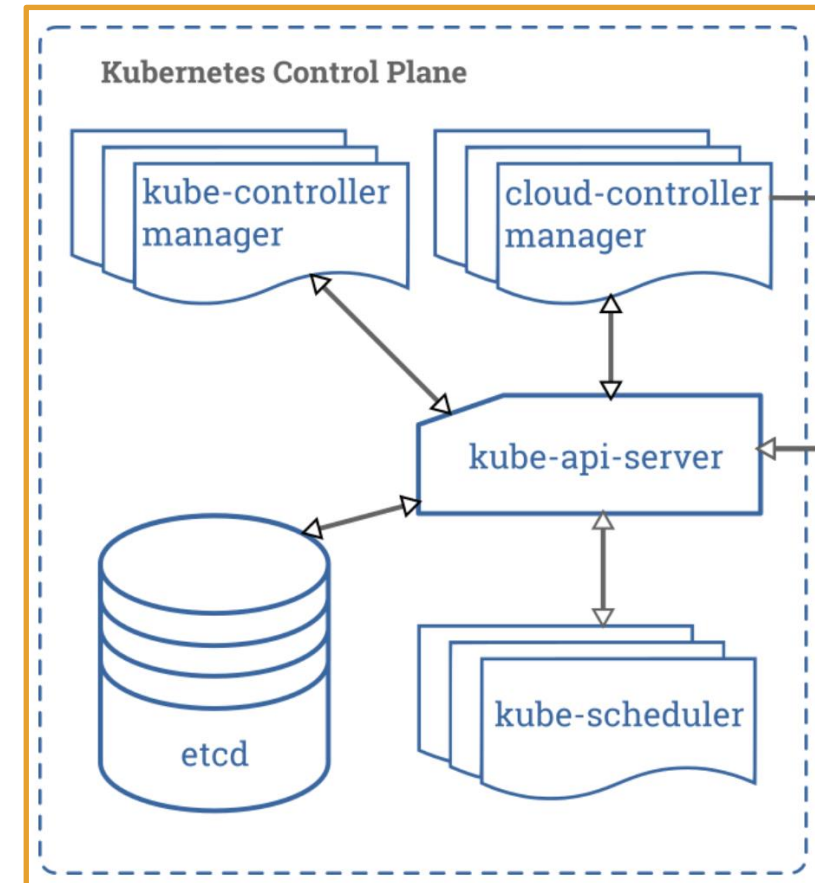 Kubernetes Control Plane
kube-controller
manager
cloud-controller
manager
kube-api-server
etcd
kube-scheduler